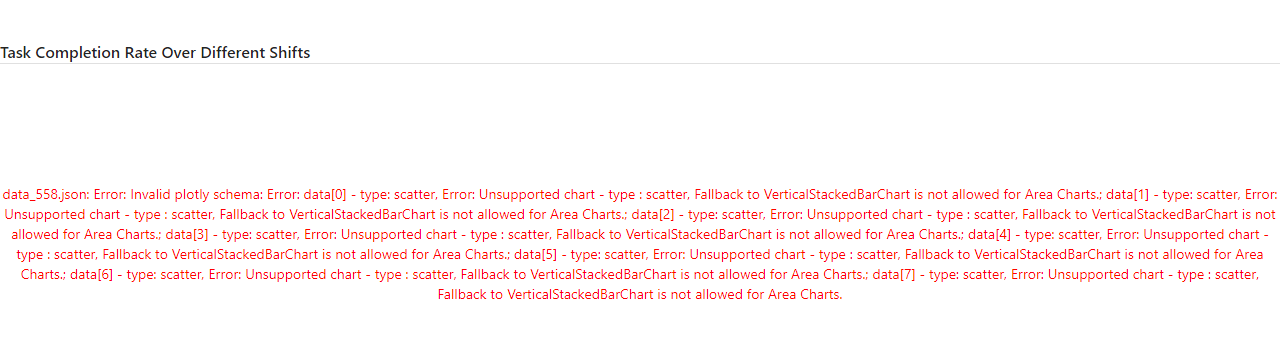 Task Completion Rate Over Different Shifts
data_558.json: Error: Invalid plotly schema: Error: data[0] - type: scatter, Error: Unsupported chart - type : scatter, Fallback to VerticalStackedBarChart is not allowed for Area Charts.; data[1] - type: scatter, Error:
Unsupported chart - type : scatter, Fallback to VerticalStackedBarChart is not allowed for Area Charts.; data[2] - type: scatter, Error: Unsupported chart - type : scatter, Fallback to VerticalStackedBarChart is not
allowed for Area Charts.; data[3] - type: scatter, Error: Unsupported chart - type : scatter, Fallback to VerticalStackedBarChart is not allowed for Area Charts.; data[4] - type: scatter, Error: Unsupported chart -
type : scatter, Fallback to VerticalStackedBarChart is not allowed for Area Charts.; data[5] - type: scatter, Error: Unsupported chart - type : scatter, Fallback to VerticalStackedBarChart is not allowed for Area
Charts.; data[6] - type: scatter, Error: Unsupported chart - type : scatter, Fallback to VerticalStackedBarChart is not allowed for Area Charts.; data[7] - type: scatter, Error: Unsupported chart - type : scatter,
Fallback to VerticalStackedBarChart is not allowed for Area Charts.